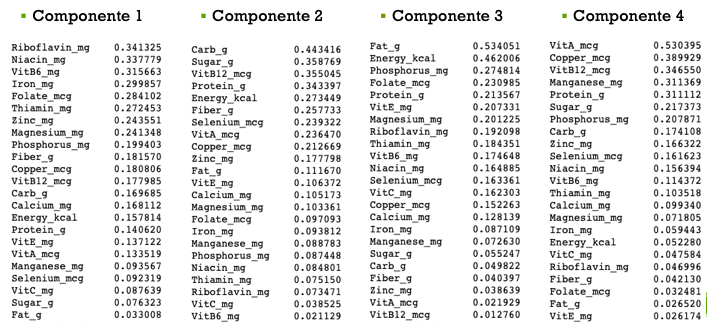 ▪ Componente 1
Riboflavin_mg 0.341325
Niacin_mg 0.337779
VitB6_mg 0.315663
Iron_mg 0.299857
Folate_mcg 0.284102
Thiamin_mg 0.272453
Zinc_mg 0.243551
Magnesium_mg 0.241348
Phosphorus_mg 0.199403
Fiber_g 0.181570
Copper_mcg 0.180806
VitB12_mcg 0.177985
Carb_g 0.169685
Calcium_mg 0.168112
Energy_kcal 0.157814
Protein_g 0.140620
VitE_mg 0.137122
VitA_mcg 0.133519
Manganese_mg 0.093567
Selenium_mcg 0.092319
VitC_mg 0.087639
Sugar_g 0.076323
Fat_g 0.033008
▪ Componente 2
Carb_g 0.443416
Sugar_g 0.358769
VitB12_mcg 0.355045
Protein_g 0.343397
Energy_kcal 0.273449
Fiber_g 0.257733
Selenium_mcg 0.239322
VitA_mcg 0.236470
Copper_mcg 0.212669
Zinc_mg 0.177798
Fat_g 0.111670
VitE_mg 0.106372
Calcium_mg 0.105173
Magnesium_mg 0.103361
Folate_mcg 0.097093
Iron_mg 0.093812
Manganese_mg 0.088783
Phosphorus_mg 0.087448
Niacin_mg 0.084801
Thiamin_mg 0.075150
Riboflavin_mg 0.073471
VitC_mg 0.038525
VitB6_mg 0.021129
▪ Componente 3
Fat_g 0.534051
Energy_kcal 0.462006
Phosphorus_mg 0.274814
Folate_mcg 0.230985
Protein_g 0.213567
VitE_mg 0.207331
Magnesium_mg 0.201225
Riboflavin_mg 0.192098
Thiamin_mg 0.184351
VitB6_mg 0.174648
Niacin_mg 0.164885
Selenium_mcg 0.163361
VitC_mg 0.162303
Copper_mcg 0.152263
Calcium_mg 0.128139
Iron_mg 0.087109
Manganese_mg 0.072630
Sugar_g 0.055247
Carb_g 0.049822
Fiber_g 0.040397
Zinc_mg 0.038639
VitA_mcg 0.021929
VitB12_mcg 0.012760
▪ Componente 4
VitA_mcg 0.530395
Copper_mcg 0.389929
VitB12_mcg 0.346550
Manganese_mg 0.311369
Protein_g 0.311112
Sugar_g 0.217373
Phosphorus_mg 0.207871
Carb_g 0.174108
Zinc_mg 0.166322
Selenium_mcg 0.161623
Niacin_mg 0.156394
VitB6_mg 0.114372
Thiamin_mg 0.103518
Calcium_mg 0.099340
Magnesium_mg 0.071805
Iron_mg 0.059443
Energy_kcal 0.052280
VitC_mg 0.047584
Riboflavin_mg 0.046996
Fiber_g 0.042130
Folate_mcg 0.032481
Fat_g 0.026520
VitE_mg 0.026174